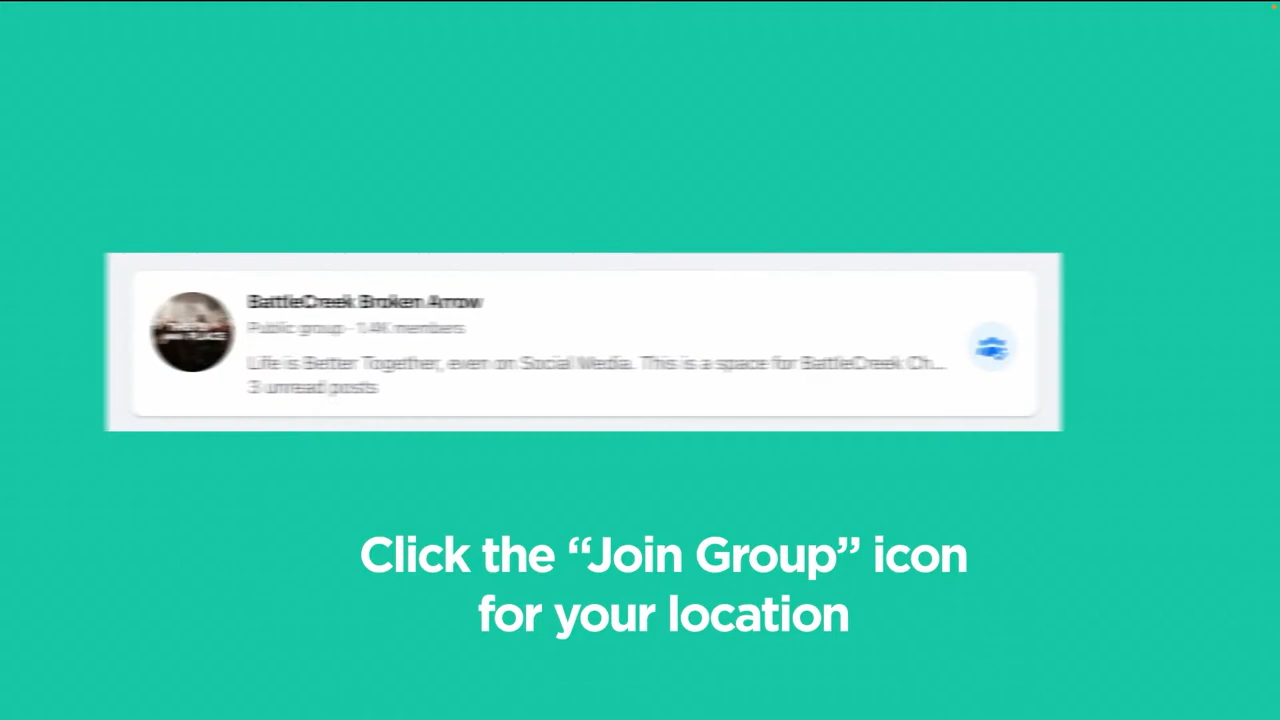 BattleCreek Broken Arrow
Public group · 1.4K members
Life is Better Together, even on Social Media. This is a space for BattleCreek Ch...
3 unread posts
Click the “Join Group” icon
for your location